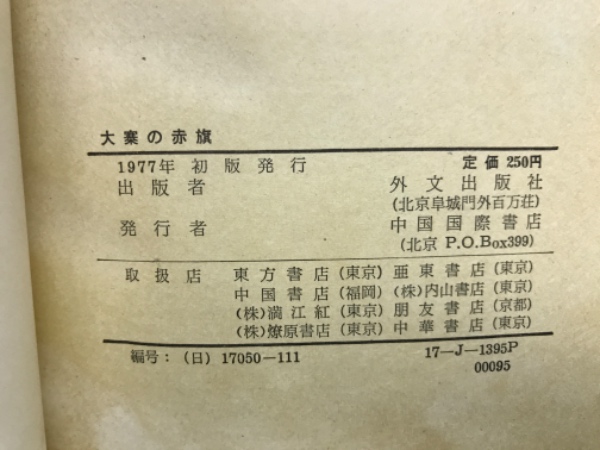 大寨の赤旗
1977年 初版発行 定価 250円
出版者 外文出版社
(北京阜城門外百万荘)
発行者 中国国際書店
(北京 P.O.Box399)
取扱店 東方書店(東京) 亜東書店(東京)
中国書店(福岡) (株)内山書店(東京)
(株)満江紅(東京) 朋友書店(京都)
(株)燎原書店(東京) 中華書店(東京)
編号:(日)17050—111 17—J—1395P
00095